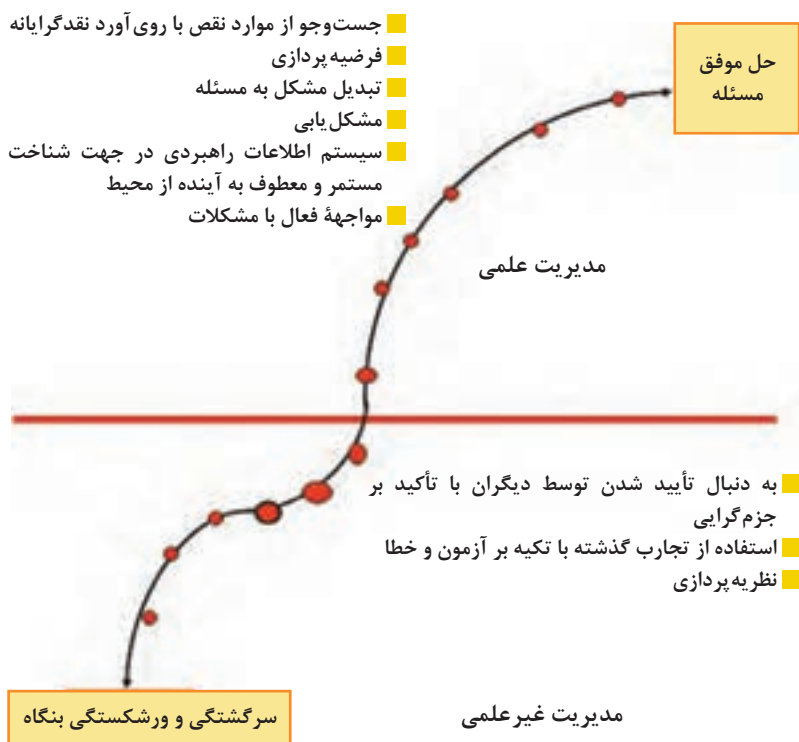 جست‌وجو از موارد نقص با روی‌آورد نقدگرایانه
فرضیه‌پردازی
تبدیل مشکل به مسئله
مشکل‌یابی
سیستم اطلاعات راهبردی در جهت شناخت
مستمر و معطوف به آینده از محیط
مواجههٔ فعال با مشکلات
حل موفق
مسئله
مدیریت علمی
به دنبال تأیید شدن توسط دیگران با تأکید بر
جزم‌گرایی
استفاده از تجارب گذشته با تکیه بر آزمون و خطا
نظریه‌پردازی
مدیریت غیرعلمی
سرگشتگی و ورشکستگی بنگاه